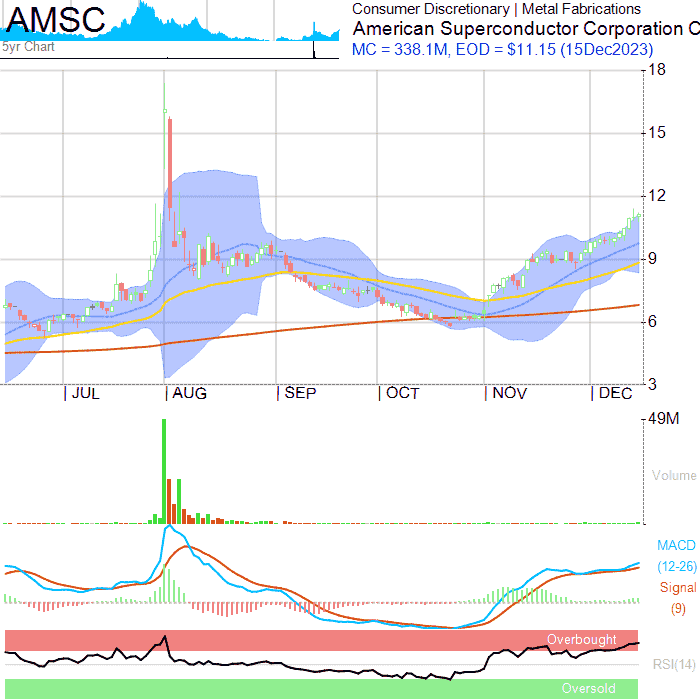 AMSC
5yr Chart
Consumer Discretionary | Metal Fabrications
American Superconductor Corporation C
MC = 338.1M, EOD = $11.15 (15Dec2023)
18
15
12
9
6
3
JUL
AUG
SEP
OCT
NOV
DEC
49M
Volume
MACD
(12-26)
Signal
(9)
Overbought
RSI(14)
Oversold